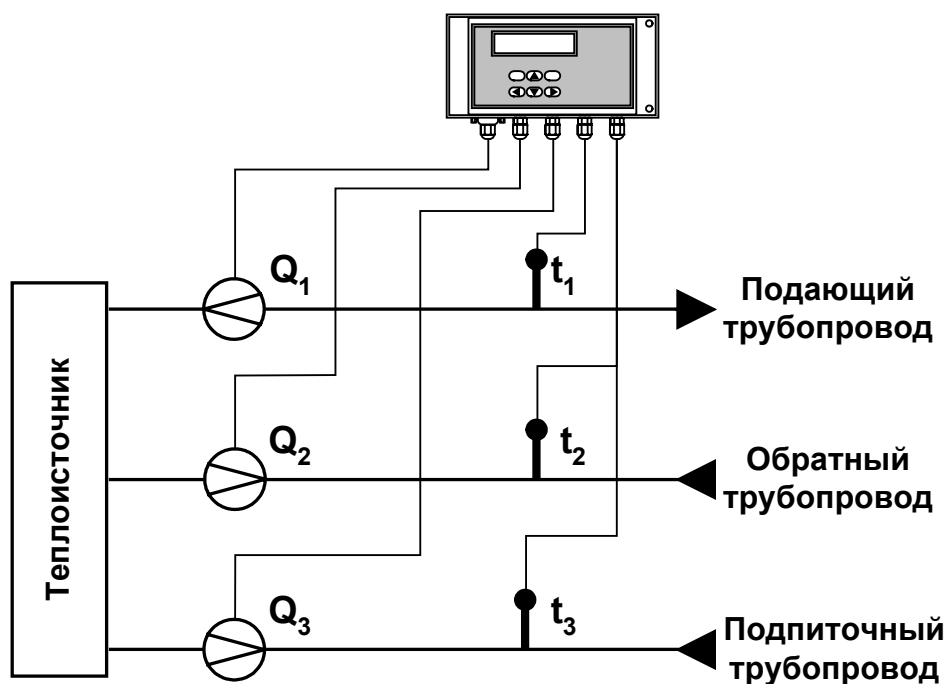 Q1
t1
Подающий
трубопровод
Теплоисточник
Q2
t2
Обратный
трубопровод
Q3
t3
Подпиточный
трубопровод